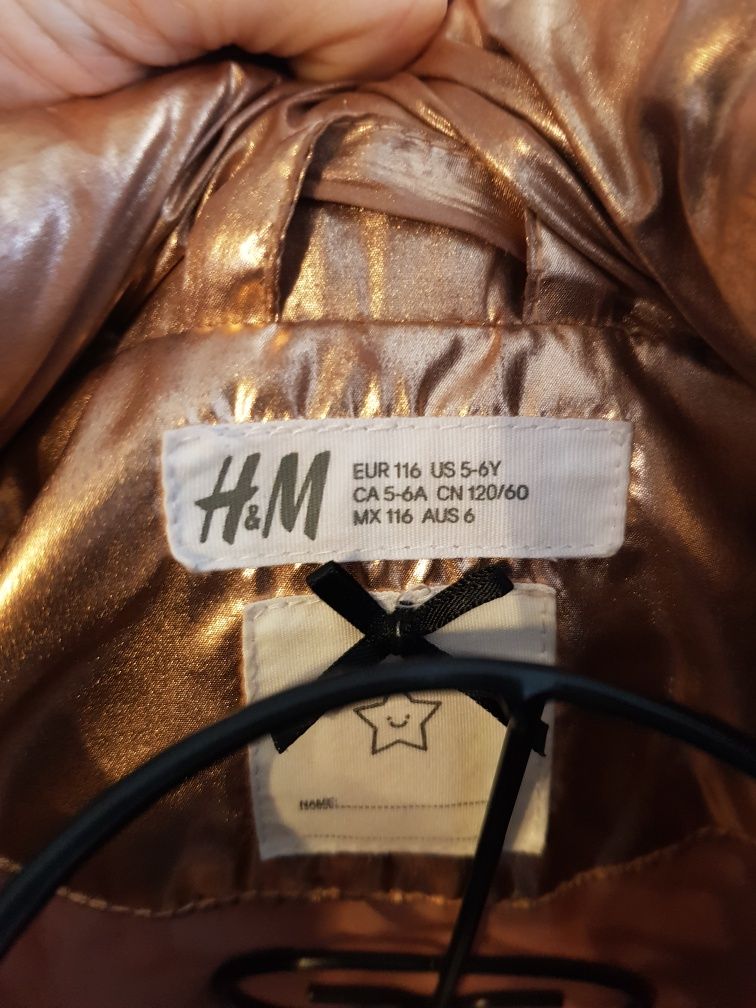 H&M
EUR 116 US 5-6Y
CA 5-6A CN 120/60
MX 116 AUS 6
NAME: